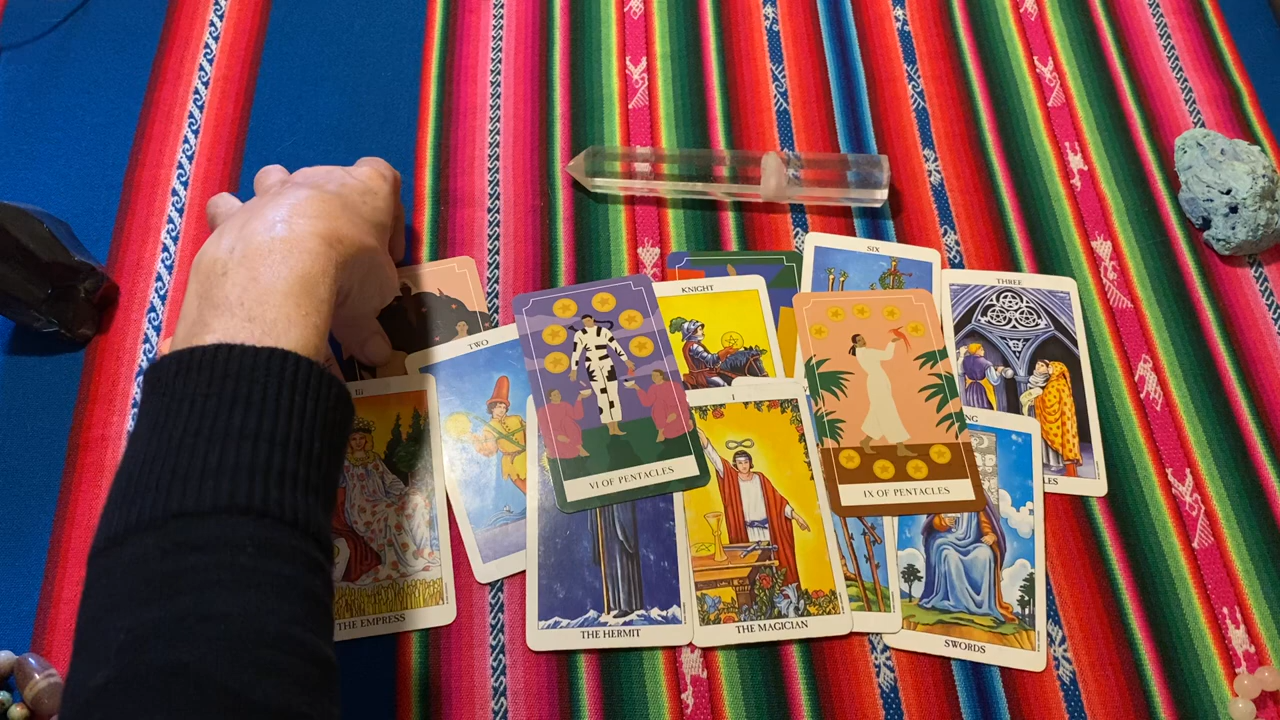 SIX
THREE
KNIGHT
TWO
I
VI OF PENTACLES
IX OF PENTACLES
THE EMPRESS
THE HERMIT
THE MAGICIAN
SWORDS